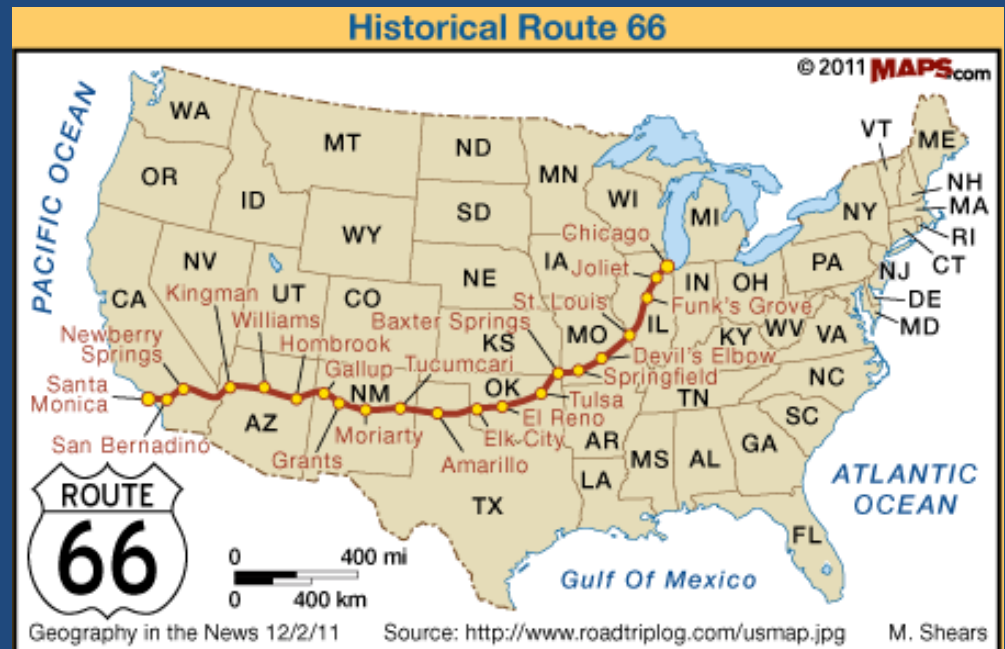 Historical Route 66
© 2011 MAPS.com
PACIFIC OCEAN
WA
MT
ND
MN
VT
ME
OR
ID
SD
WI
MI
NY
NH
MA
RI
CT
WY
Chicago
IA
Joliet
PA
NJ
NV
NE
IN
OH
DE
MD
CA
Kingman
UT
CO
St. Louis
Funk's Grove
Williams
Baxter Springs
MO
IL
KY
WV
VA
Newberry
Springs
Hombrook
KS
Devil's Elbow
Gallup
Tucumcari
Springfield
NC
Santa
Monica
NM
OK
Tulsa
TN
AZ
El Reno
SC
San Bernadino
Moriarty
Elk City
AR
MS
AL
GA
Grants
Amarillo
LA
ATLANTIC
OCEAN
TX
FL
ROUTE
66
0 400 mi
0 400 km
Gulf Of Mexico
Geography in the News 12/2/11 Source: http://www.roadtriplog.com/usmap.jpg M. Shears